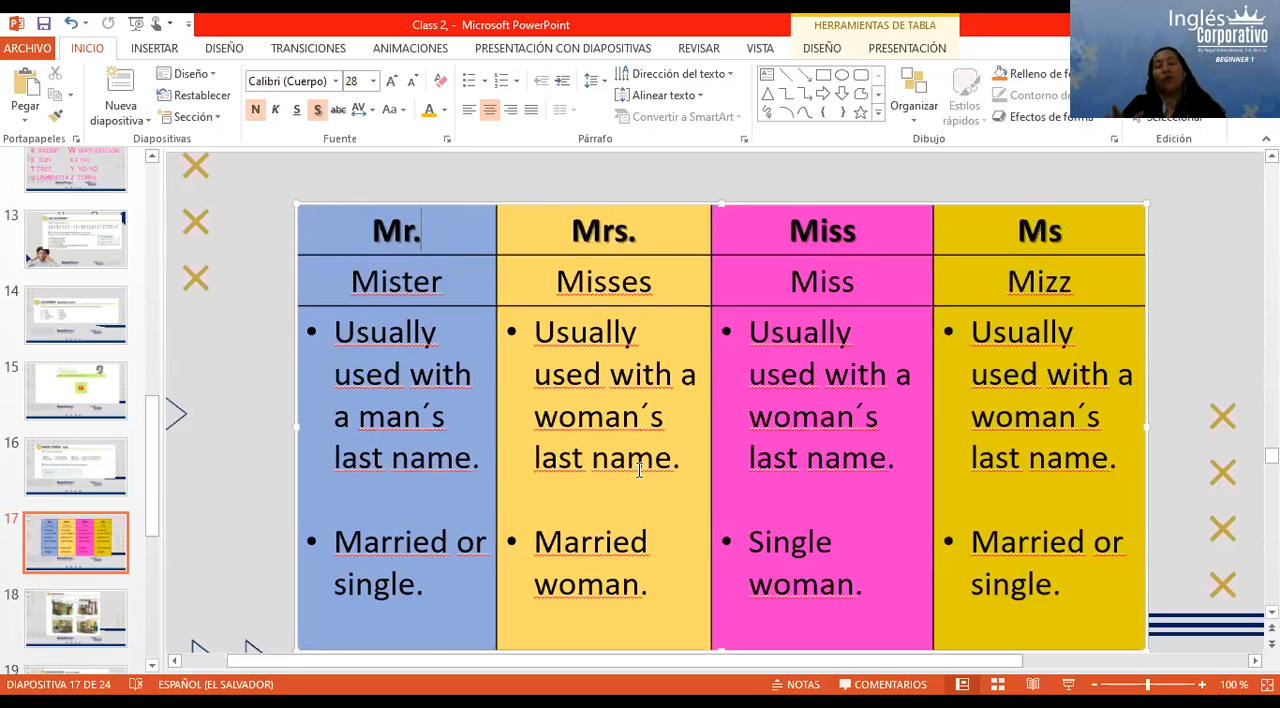 Class 2, - Microsoft PowerPoint
HERRAMIENTAS DE TABLA
ARCHIVO INICIO INSERTAR DISEÑO TRANSICIONES ANIMACIONES PRESENTACIÓN CON DIAPOSITIVAS REVISAR VISTA DISEÑO PRESENTACIÓN
Inglés
Corporativo
BEGINNER 1
Pegar
Nueva
diapositiva
Diseño
Restablecer
Sección
Calibri (Cuerpo) 28
N K S S abc AV Aa A
Dirección del texto
Alinear texto
Convertir a SmartArt
Organizar
Estilos
rápidos
Relleno de f
Contorno de
Efectos de forma
Seleccionar
Portapapeles Diapositivas Fuente Párrafo Dibujo Edición
13
14
15
16
17
18
19
Mr. Mrs. Miss Ms
Mister Misses Miss Mizz
• Usually
used with
a man´s
last name.
• Married or
single.
• Usually
used with a
woman´s
last name.
• Married
woman.
• Usually
used with a
woman´s
last name.
• Single
woman.
• Usually
used with a
woman´s
last name.
• Married or
single.
DIAPOSITIVA 17 DE 24 ESPAÑOL (EL SALVADOR) NOTAS COMENTARIOS 100 %